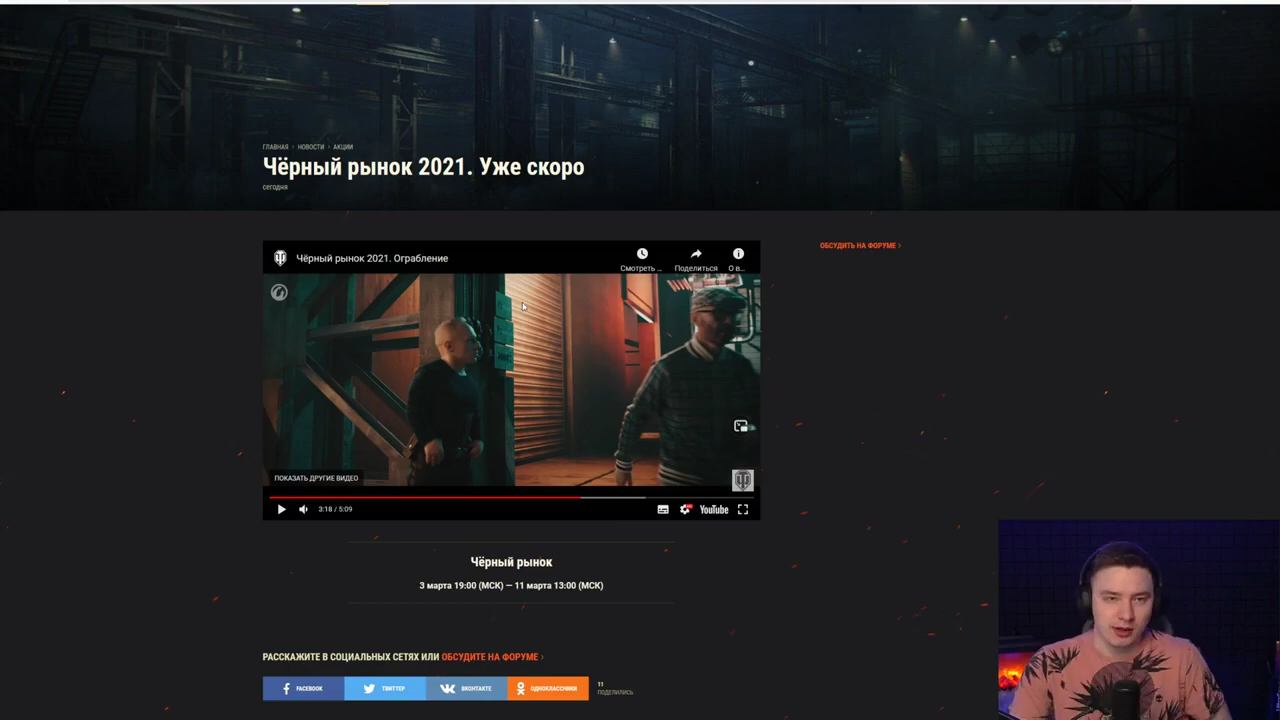 ГЛАВНАЯ › НОВОСТИ › АКЦИИ
Чёрный рынок 2021. Уже скоро
сегодня
ОБСУДИТЬ НА ФОРУМЕ ›
Чёрный рынок 2021. Ограбление
Смотреть ...
Поделиться
О в...
ПОКАЗАТЬ ДРУГИЕ ВИДЕО
3:18 / 5:09
YouTube
Чёрный рынок
3 марта 19:00 (МСК) — 11 марта 13:00 (МСК)
РАССКАЖИТЕ В СОЦИАЛЬНЫХ СЕТЯХ ИЛИ ОБСУДИТЕ НА ФОРУМЕ ›
FACEBOOK
ТВИТТЕР
ВКОНТАКТЕ
ОДНОКЛАССНИКИ
11
ПОДЕЛИЛИСЬ